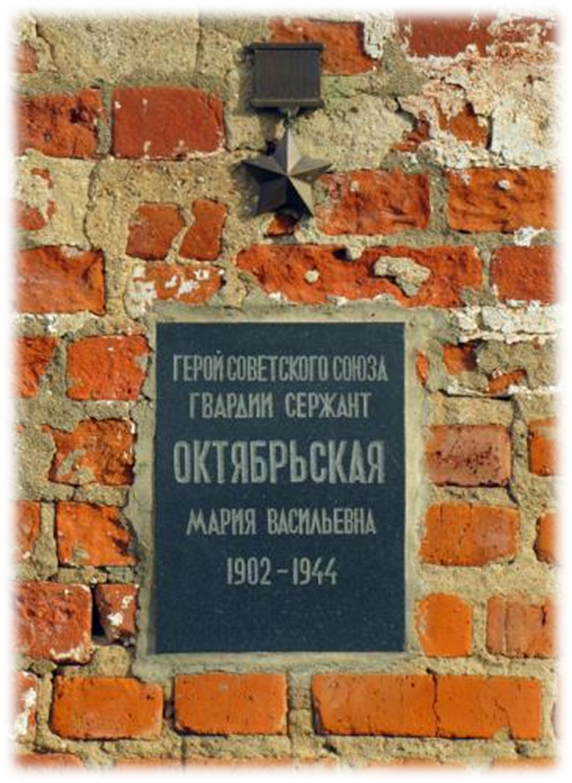 ГЕРОЙ СОВЕТСКОГО СОЮЗА
ГВАРДИИ СЕРЖАНТ
ОКТЯБРЬСКАЯ
МАРИЯ ВАСИЛЬЕВНА
1902-1944